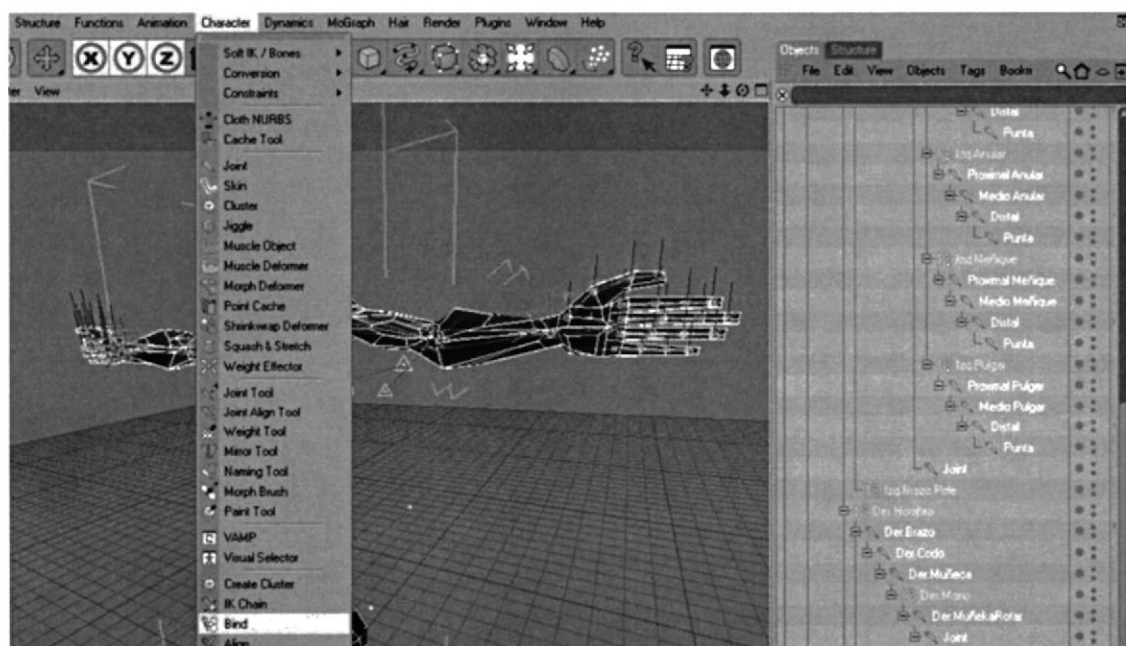 Structure Functions Animation Character Dynamics MoGraph Hair Render Plugins Window Help
X Y Z
View
Soft IK / Bones
Conversion
Constraints
Cloth NURBS
Cache Tool
Joint
Skin
Cluster
Jiggle
Muscle Object
Muscle Deformer
Morph Deformer
Point Cache
Shrinkwap Deformer
Squash & Stretch
Weight Effector
Joint Tool
Joint Align Tool
Weight Tool
Mirror Tool
Naming Tool
Morph Brush
Paint Tool
VAMP
Visual Selector
Create Cluster
IK Chain
Bind
Align
Objects Structure
File Edit View Objects Tags Bookm
Distal
Punta
Izq.Anular
Proximal Anular
Medio Anular
Distal
Punta
Izq.Meñique
Proximal Meñique
Medio Meñique
Distal
Punta
Izq.Pulgar
Proximal Pulgar
Medio Pulgar
Distal
Punta
Joint
Izq.Brazo.Pole
Der.Hombro
Der.Brazo
Der.Codo
Der.Muñeca
Der.Mano
Der.MuñekaRotar
Joint